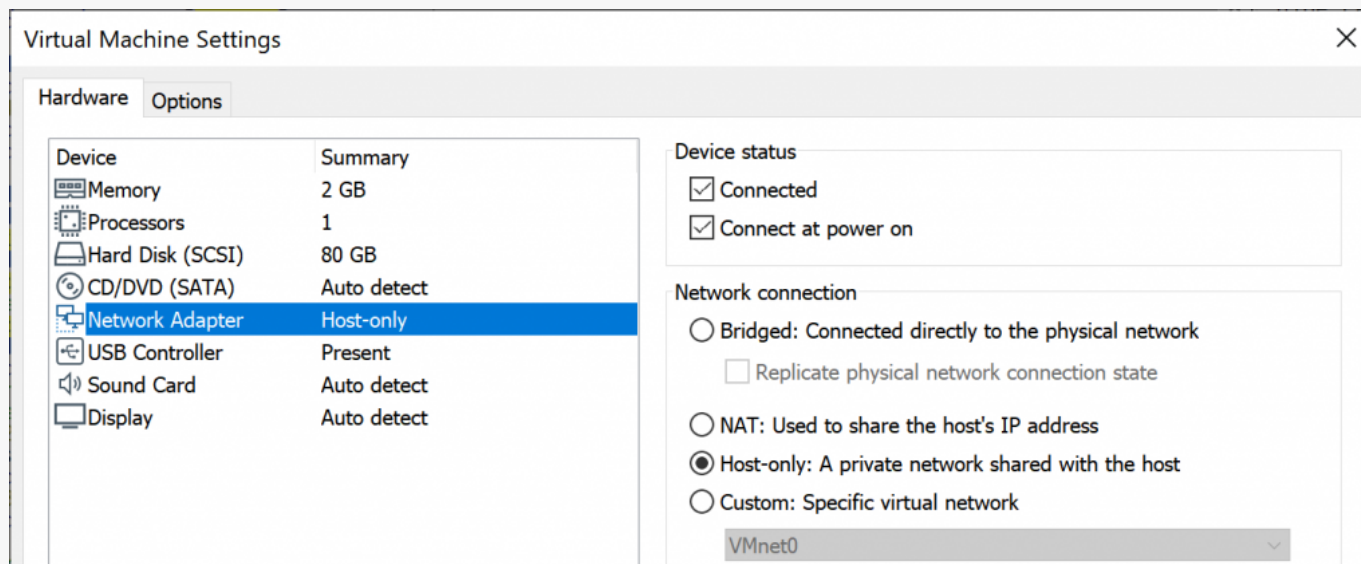 Virtual Machine Settings
Hardware Options
Device Summary
Memory 2 GB
Processors 1
Hard Disk (SCSI) 80 GB
CD/DVD (SATA) Auto detect
Network Adapter Host-only
USB Controller Present
Sound Card Auto detect
Display Auto detect
Device status
Connected
Connect at power on
Network connection
Bridged: Connected directly to the physical network
Replicate physical network connection state
NAT: Used to share the host's IP address
Host-only: A private network shared with the host
Custom: Specific virtual network
VMnet0